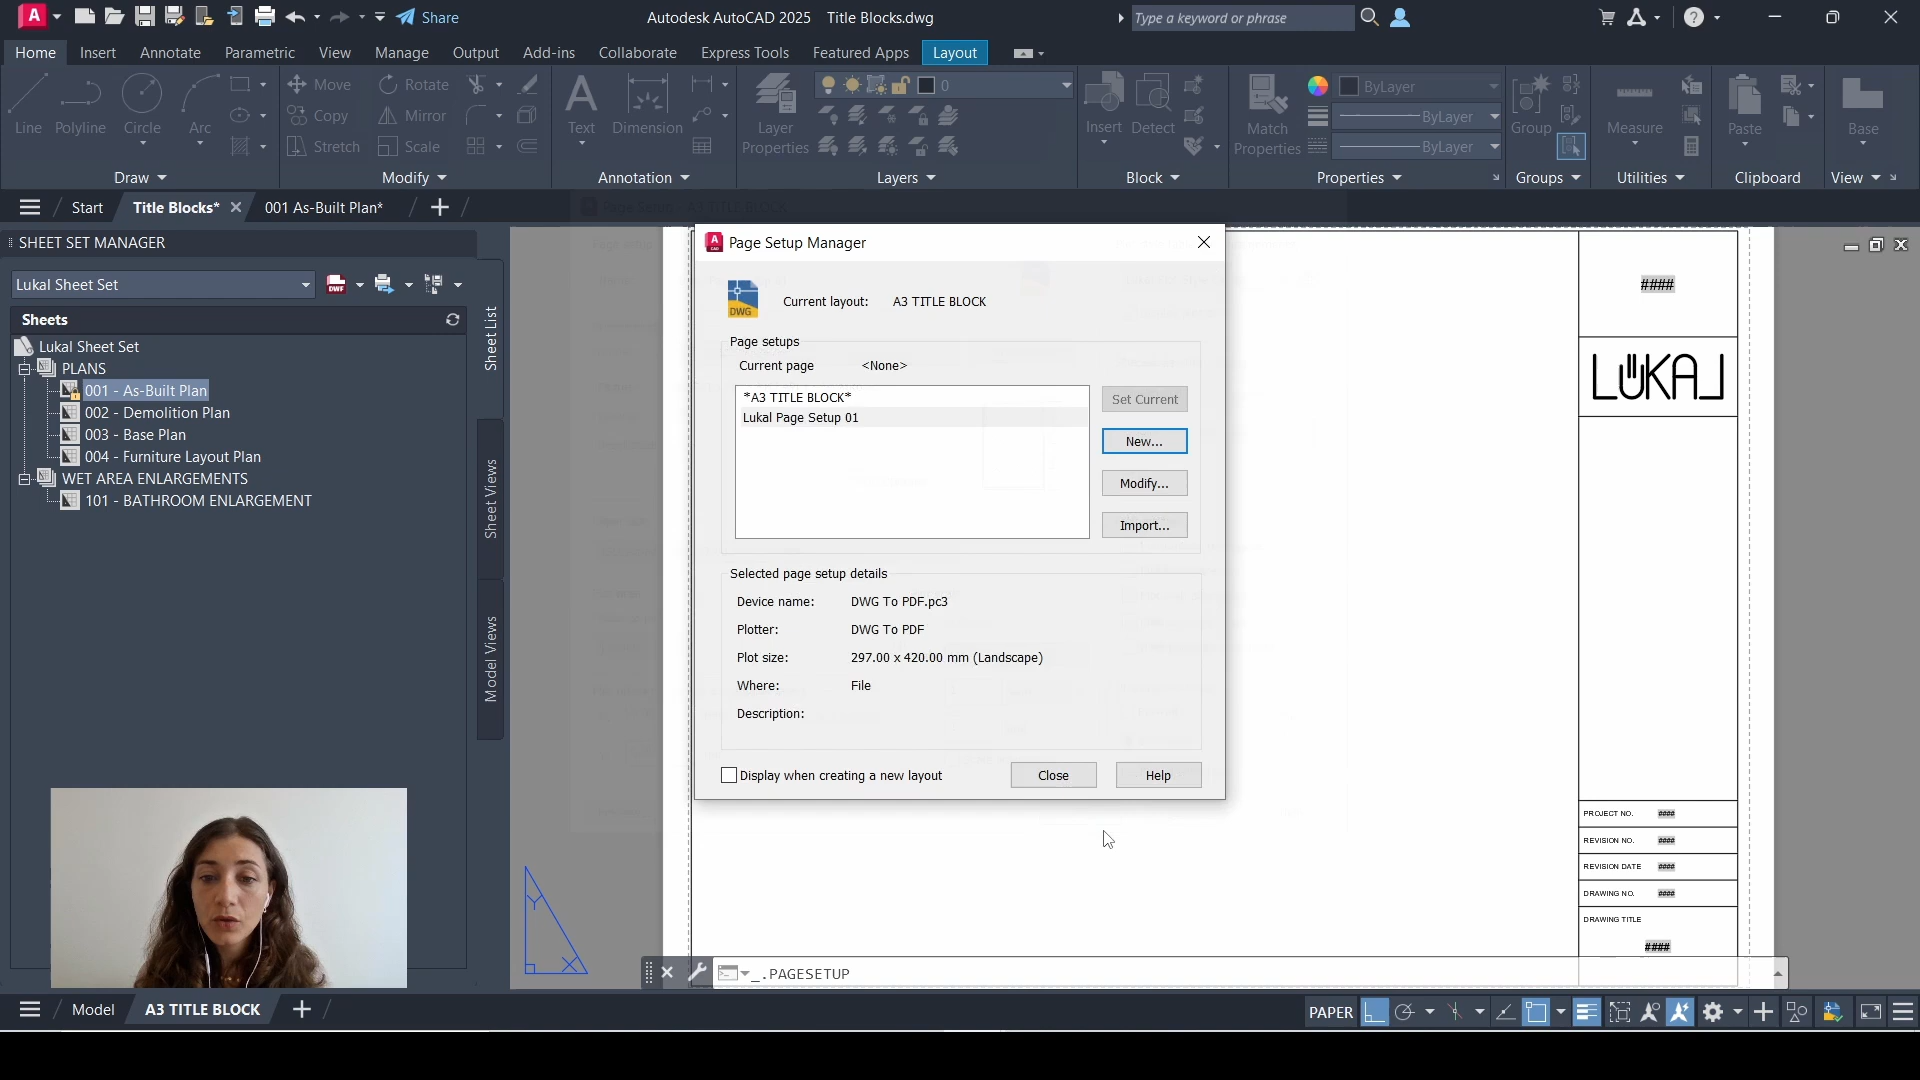 Share
Autodesk AutoCAD 2025 Title Blocks.dwg
Type a keyword or phrase
Home Insert Annotate Parametric View Manage Output Add-ins Collaborate Express Tools Featured Apps Layout
Line Polyline Circle Arc
Move Rotate
Copy Mirror
Stretch Scale
Text Dimension
Layer Properties
0
Insert Detect
Match Properties
ByLayer
ByLayer
ByLayer
Group
Measure
Paste
Base
Draw Modify Annotation Layers Block Properties Groups Utilities Clipboard View
Start Title Blocks* 001 As-Built Plan*
SHEET SET MANAGER
Lukal Sheet Set
Sheets
Lukal Sheet Set
PLANS
001 - As-Built Plan
002 - Demolition Plan
003 - Base Plan
004 - Furniture Layout Plan
WET AREA ENLARGEMENTS
101 - BATHROOM ENLARGEMENT
Sheet List
Sheet Views
Model Views
Page Setup Manager
DWG
Current layout: A3 TITLE BLOCK
Page setups
Current page <None>
*A3 TITLE BLOCK*
Lukal Page Setup 01
Set Current
New...
Modify...
Import...
Selected page setup details
Device name: DWG To PDF.pc3
Plotter: DWG To PDF
Plot size: 297.00 x 420.00 mm (Landscape)
Where: File
Description:
Display when creating a new layout
Close
Help
####
LUKAL
PROJECT NO. ####
REVISION NO. ####
REVISION DATE ####
DRAWING NO. ####
DRAWING TITLE
####
Y
X
_.PAGESETUP
Model A3 TITLE BLOCK
PAPER